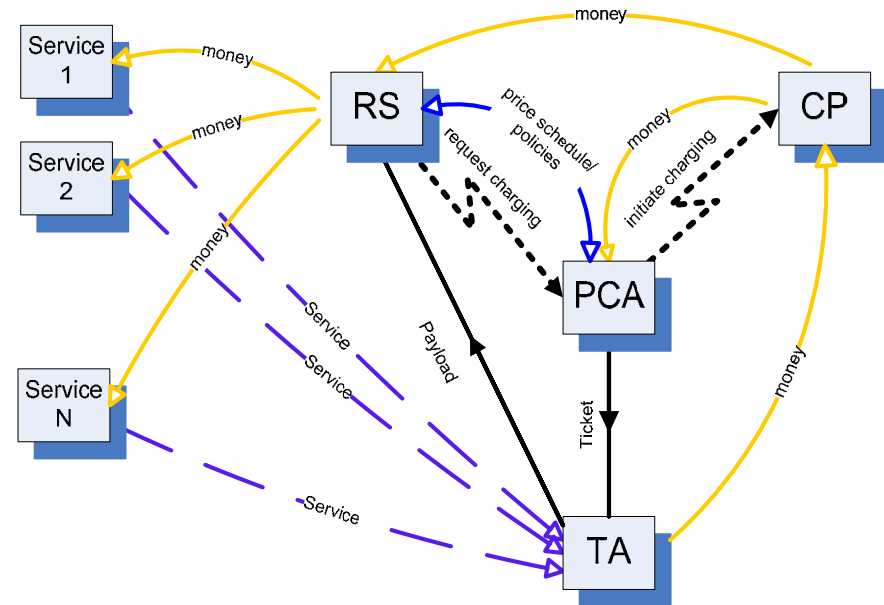 money
Service
1
money
RS
CP
price schedule/
policies
money
money
request charging
initiate charging
Service
2
money
PCA
Service
Service
Payload
money
Service
N
Ticket
Service
TA